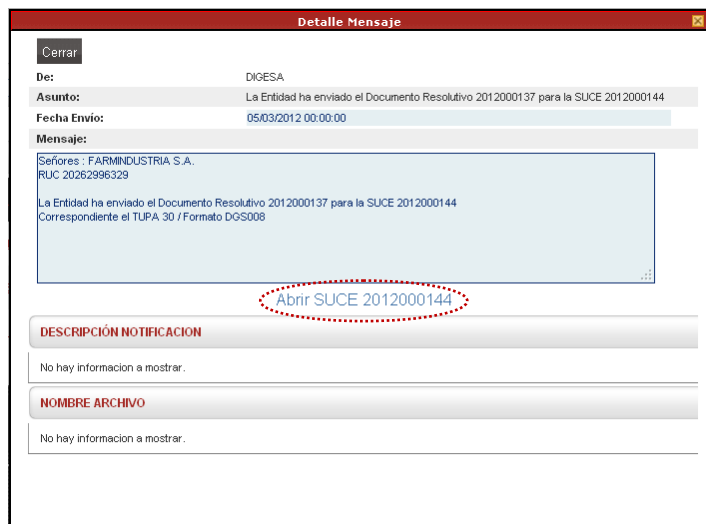 Detalle Mensaje
Cerrar
De: DIGESA
Asunto: La Entidad ha enviado el Documento Resolutivo 2012000137 para la SUCE 2012000144
Fecha Envío: 05/03/2012 00:00:00
Mensaje:
Señores : FARMINDUSTRIA S.A.
RUC 20262996329
La Entidad ha enviado el Documento Resolutivo 2012000137 para la SUCE 2012000144
Correspondiente el TUPA 30 / Formato DGS008
Abrir SUCE 2012000144
DESCRIPCIÓN NOTIFICACION
No hay informacion a mostrar.
NOMBRE ARCHIVO
No hay informacion a mostrar.